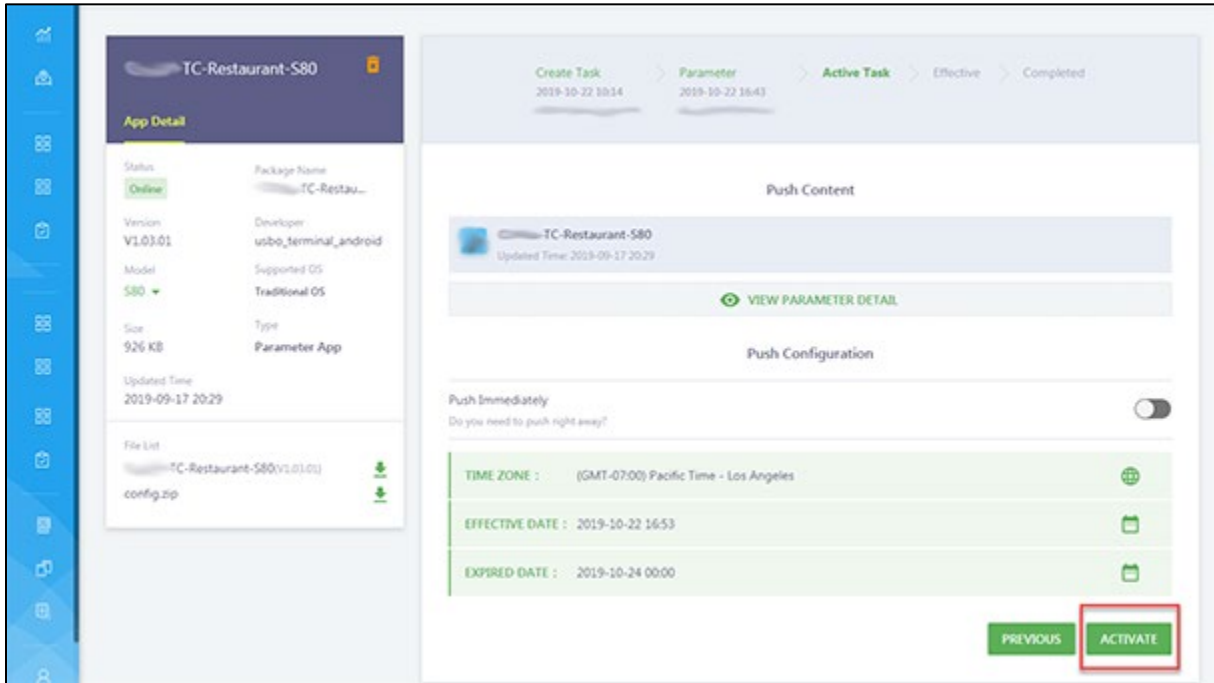 TC-Restaurant-S80
App Detail
Status
Package Name
Online
TC-Restau...
Version
Developer
V1.03.01
usbo_terminal_android
Model
Supported OS
S80
Traditional OS
Size
Type
926 KB
Parameter App
Updated Time
2019-09-17 20:29
File List
TC-Restaurant-S80(V1.03.01)
config.zip
Create Task
Parameter
Active Task
Effective
Completed
2019-10-22 10:14
2019-10-22 16:43
Push Content
TC-Restaurant-S80
Updated Time: 2019-09-17 20:29
VIEW PARAMETER DETAIL
Push Configuration
Push Immediately
Do you need to push right away?
TIME ZONE : (GMT-07:00) Pacific Time - Los Angeles
EFFECTIVE DATE : 2019-10-22 16:53
EXPIRED DATE : 2019-10-24 00:00
PREVIOUS
ACTIVATE